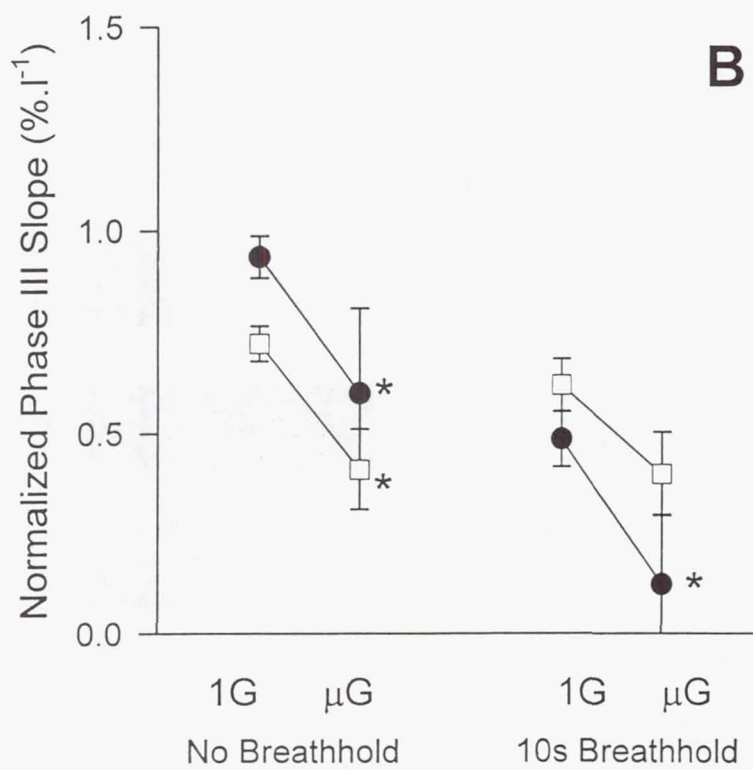 B
Normalized Phase III Slope (%.l⁻¹)
1.5
1.0
0.5
0.0
*
*
*
1G µG 1G µG
No Breathhold 10s Breathhold